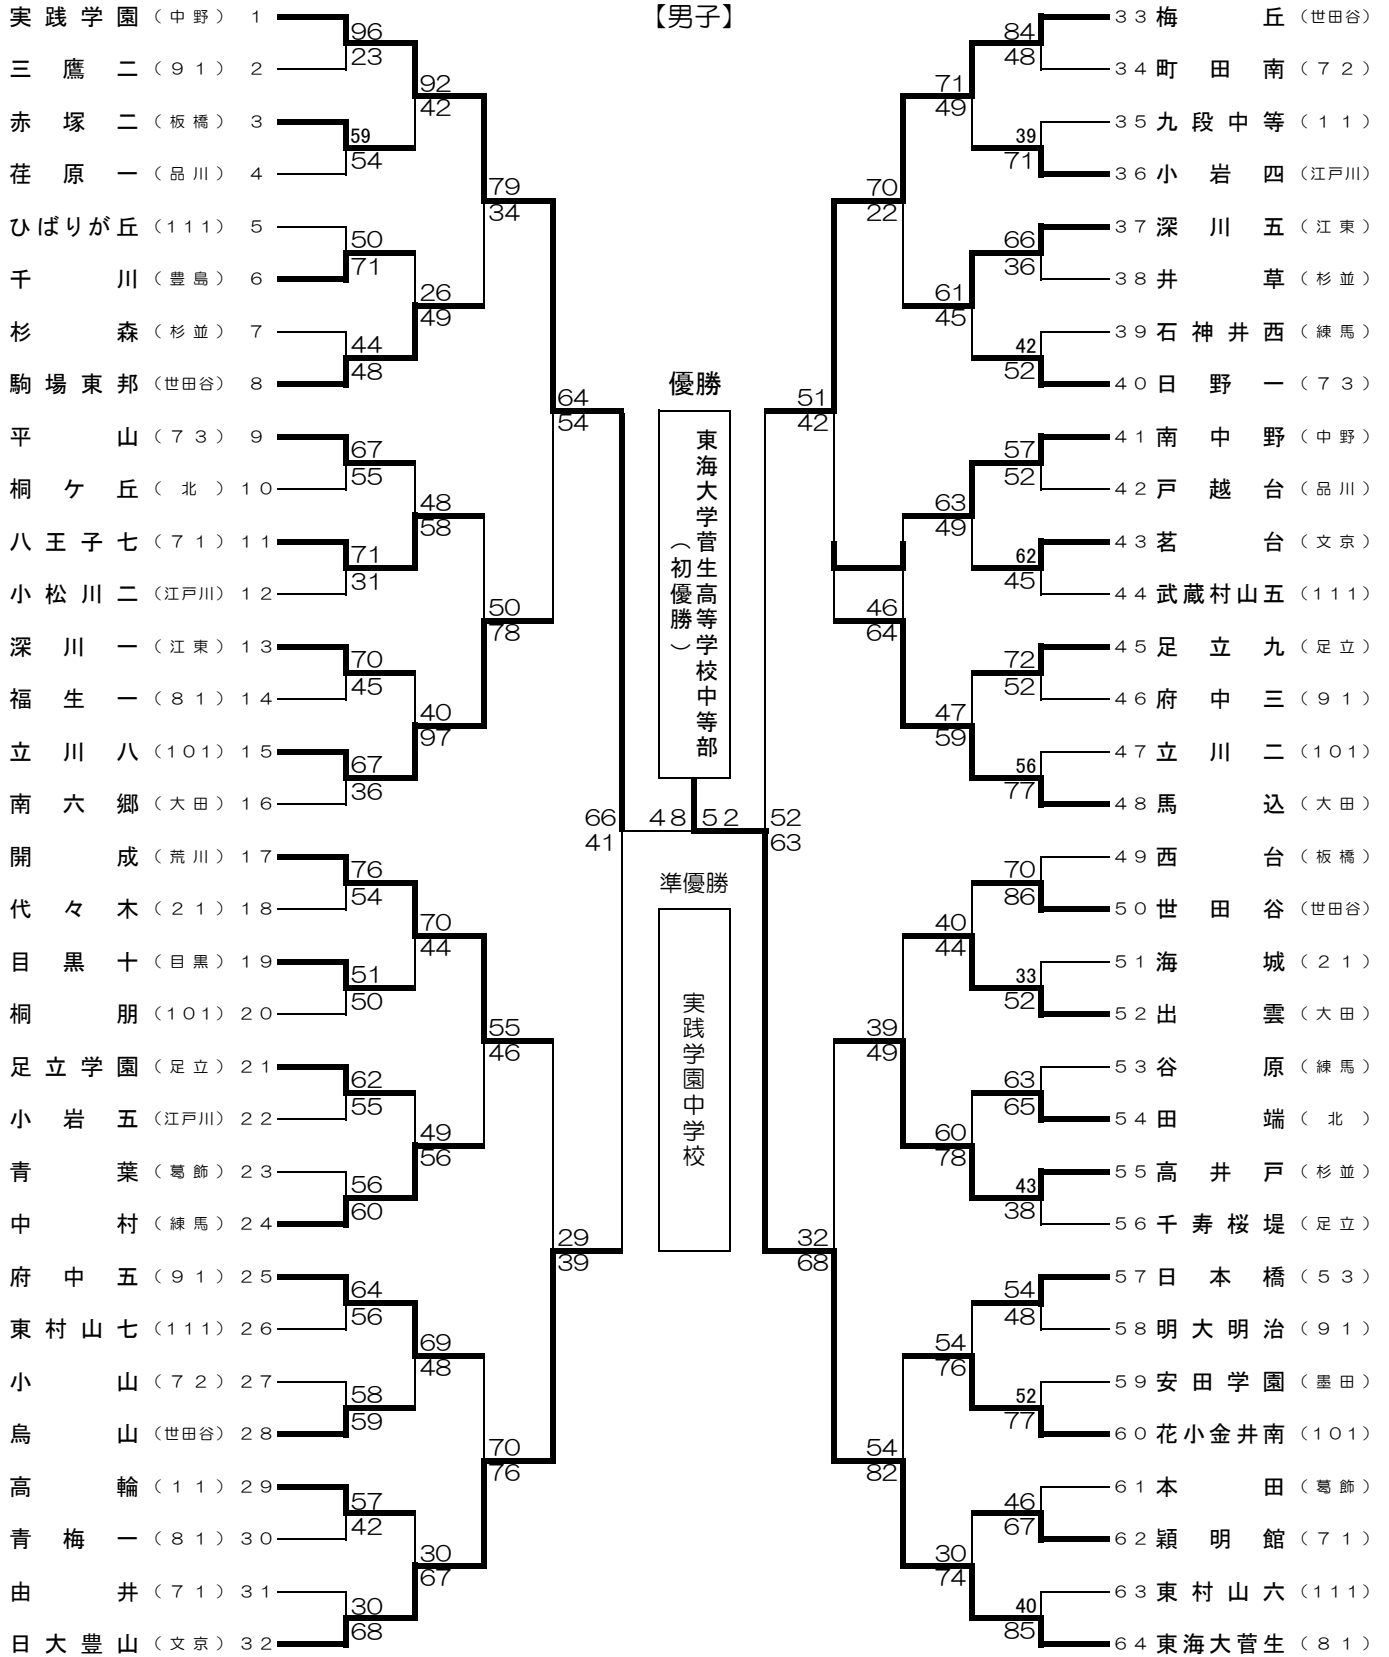 【男子】
実践学園 （中野） 1
三鷹二 （91） 2
赤塚二 （板橋） 3
荏原一 （品川） 4
ひばりが丘 （111） 5
千川 （豊島） 6
杉森 （杉並） 7
駒場東邦 （世田谷） 8
平山 （73） 9
桐ケ丘 （北） 10
八王子七 （71） 11
小松川二 （江戸川） 12
深川一 （江東） 13
福生一 （81） 14
立川八 （101） 15
南六郷 （大田） 16
開成 （荒川） 17
代々木 （21） 18
目黒十 （目黒） 19
桐朋 （101） 20
足立学園 （足立） 21
小岩五 （江戸川） 22
青葉 （葛飾） 23
中村 （練馬） 24
府中五 （91） 25
東村山七 （111） 26
小山 （72） 27
烏山 （世田谷） 28
高輪 （11） 29
青梅一 （81） 30
由井 （71） 31
日大豊山 （文京） 32
96
23
59
54
50
71
44
48
67
55
71
31
70
45
67
36
76
54
51
50
62
55
56
60
64
56
58
59
57
42
30
68
92
42
26
49
48
58
40
97
70
44
49
56
69
48
30
67
79
34
50
78
55
46
70
76
64
54
29
39
66
41
優勝
東海大学菅生高等学校中等部
（初優勝）
48 52
準優勝
実践学園中学校
52
63
51
42
32
68
70
22
46
64
39
49
54
82
71
49
61
45
63
49
47
59
40
44
60
78
54
76
30
74
84
48
39
71
66
36
42
52
57
52
62
45
72
52
56
77
70
86
33
52
63
65
43
38
54
48
52
77
46
67
40
85
33 梅丘 （世田谷）
34 町田南 （72）
35 九段中等 （11）
36 小岩四 （江戸川）
37 深川五 （江東）
38 井草 （杉並）
39 石神井西 （練馬）
40 日野一 （73）
41 南中野 （中野）
42 戸越台 （品川）
43 茗台 （文京）
44 武蔵村山五 （111）
45 足立九 （足立）
46 府中三 （91）
47 立川二 （101）
48 馬込 （大田）
49 西台 （板橋）
50 世田谷 （世田谷）
51 海城 （21）
52 出雲 （大田）
53 谷原 （練馬）
54 田端 （北）
55 高井戸 （杉並）
56 千寿桜堤 （足立）
57 日本橋 （53）
58 明大明治 （91）
59 安田学園 （墨田）
60 花小金井南 （101）
61 本田 （葛飾）
62 穎明館 （71）
63 東村山六 （111）
64 東海大菅生 （81）